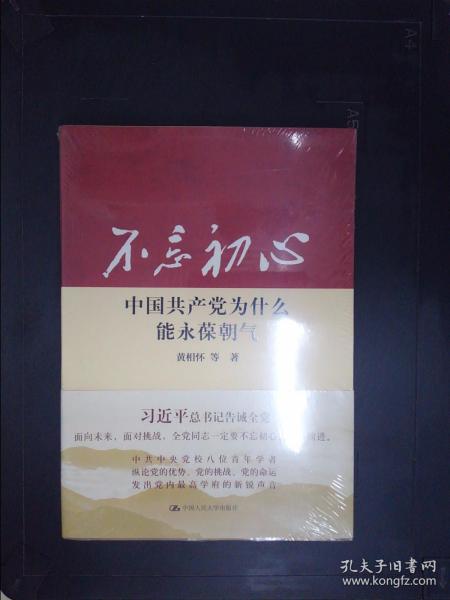 A4
A5
不忘初心
中国共产党为什么
能永葆朝气
黄相怀 等 著
习近平总书记告诫全党
面向未来，面对挑战，全党同志一定要不忘初心、
进。
中共中央党校八位青年学者
纵论党的优势、党的挑战、党的命运
发出党内最高学府的新锐声音
中国人民大学出版社
孔夫子旧书网
www.kongfz.com